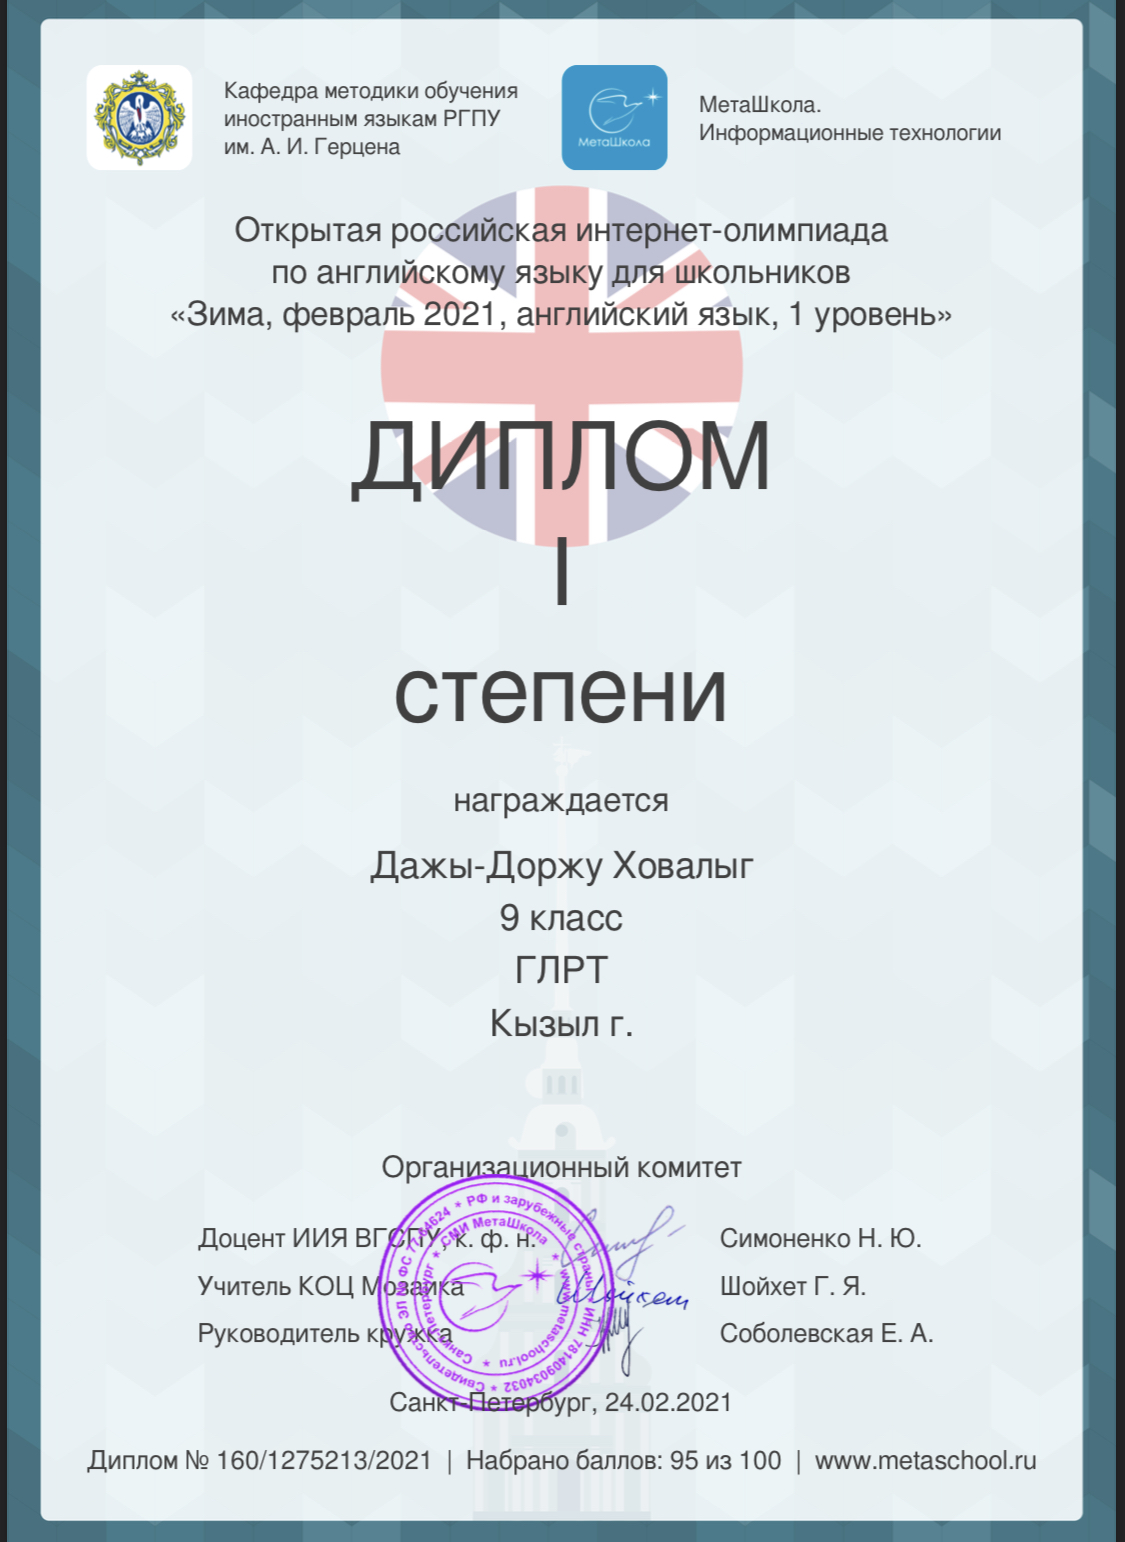 Кафедра методики обучения
иностранным языкам РГПУ
им. А. И. Герцена
МетаШкола
МетаШкола.
Информационные технологии
Открытая российская интернет-олимпиада
по английскому языку для школьников
«Зима, февраль 2021, английский язык, 1 уровень»
ДИПЛОМ
I
степени
награждается
Дажы-Доржу Ховалыг
9 класс
ГЛРТ
Кызыл г.
Организационный комитет
Доцент ИИЯ ВГСПУ, к. ф. н.
Симоненко Н. Ю.
Учитель КОЦ Мозаика
Шойхет Г. Я.
Руководитель кружка
Соболевская Е. А.
Свидетельство ЭЛ № ФС 77-64624 * РФ и зарубежные страны * ИНН 781409034032 *
Санкт-Петербург * СМИ МетаШкола * www.metaschool.ru *
Шойхет
Санкт-Петербург, 24.02.2021
Диплом № 160/1275213/2021 | Набрано баллов: 95 из 100 | www.metaschool.ru